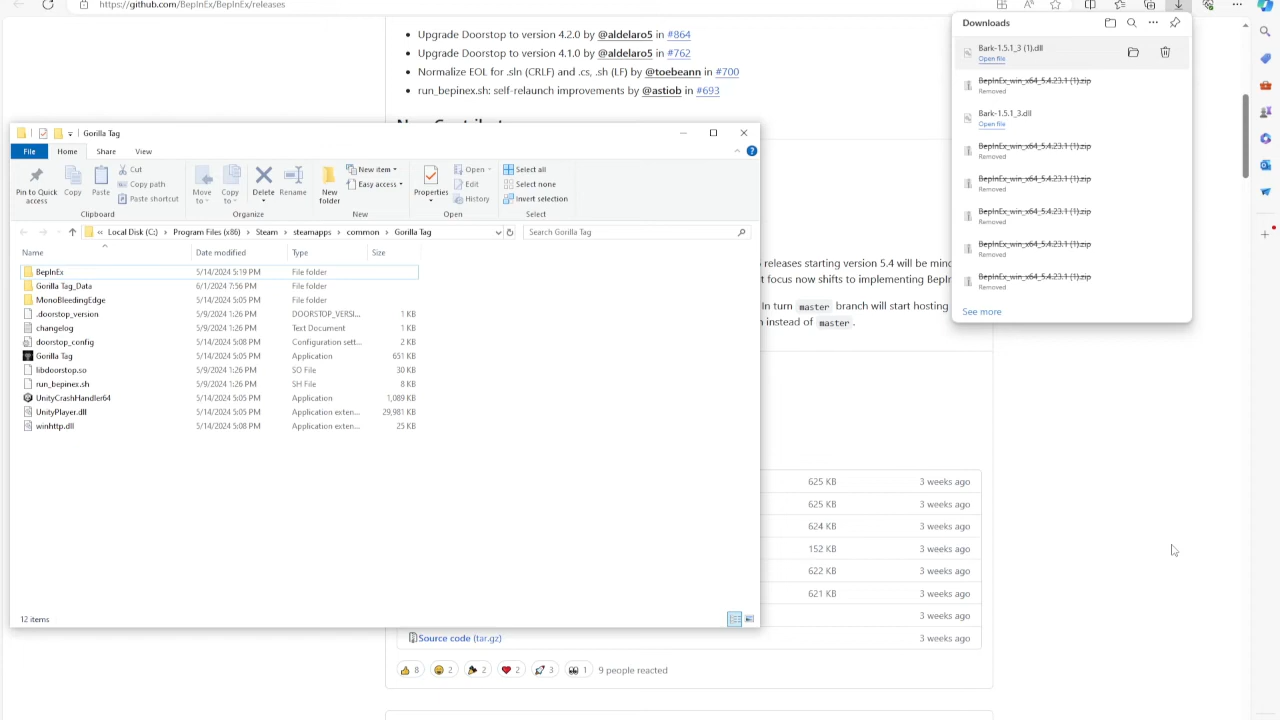 https://github.com/BepInEx/BepInEx/releases
Upgrade Doorstop to version 4.2.0 by @aldelaro5 in #864
Upgrade Doorstop to version 4.1.0 by @aldelaro5 in #762
Normalize EOL for .sln (CRLF) and .cs, .sh (LF) by @toebeann in #700
run_bepinex.sh: self-relaunch improvements by @astiob in #693
Downloads
Bark-1.5.1_3 (1).dll
Open file
BepInEx_win_x64_5.4.23.1 (1).zip
Removed
Bark-1.5.1_3.dll
Open file
BepInEx_win_x64_5.4.23.1 (1).zip
Removed
BepInEx_win_x64_5.4.23.1 (1).zip
Removed
BepInEx_win_x64_5.4.23.1 (1).zip
Removed
BepInEx_win_x64_5.4.23.1 (1).zip
Removed
BepInEx_win_x64_5.4.23.1 (1).zip
Removed
See more
Gorilla Tag
File Home Share View
Pin to Quick access
Copy
Paste
Cut
Copy path
Paste shortcut
Clipboard
Move to
Copy to
Delete
Rename
Organize
New folder
New item
Easy access
New
Properties
Open
Edit
History
Open
Select all
Select none
Invert selection
Select
« Local Disk (C:) › Program Files (x86) › Steam › steamapps › common › Gorilla Tag
Search Gorilla Tag
Name Date modified Type Size
BepInEx 5/14/2024 5:19 PM File folder
Gorilla Tag_Data 6/1/2024 7:56 PM File folder
MonoBleedingEdge 5/14/2024 5:05 PM File folder
.doorstop_version 5/9/2024 1:26 PM DOORSTOP_VERSI... 1 KB
changelog 5/9/2024 1:26 PM Text Document 1 KB
doorstop_config 5/14/2024 5:08 PM Configuration sett... 2 KB
Gorilla Tag 5/14/2024 5:05 PM Application 651 KB
libdoorstop.so 5/9/2024 1:26 PM SO File 30 KB
run_bepinex.sh 5/9/2024 1:26 PM SH File 8 KB
UnityCrashHandler64 5/14/2024 5:05 PM Application 1,089 KB
UnityPlayer.dll 5/14/2024 5:05 PM Application exten... 29,981 KB
winhttp.dll 5/14/2024 5:08 PM Application exten... 25 KB
12 items
releases starting version 5.4 will be
focus now shifts to implementing
In turn master branch will start hosting
instead of master.
625 KB 3 weeks ago
625 KB 3 weeks ago
624 KB 3 weeks ago
152 KB 3 weeks ago
622 KB 3 weeks ago
621 KB 3 weeks ago
3 weeks ago
Source code (tar.gz) 3 weeks ago
8 2 2 2 3 1 9 people reacted